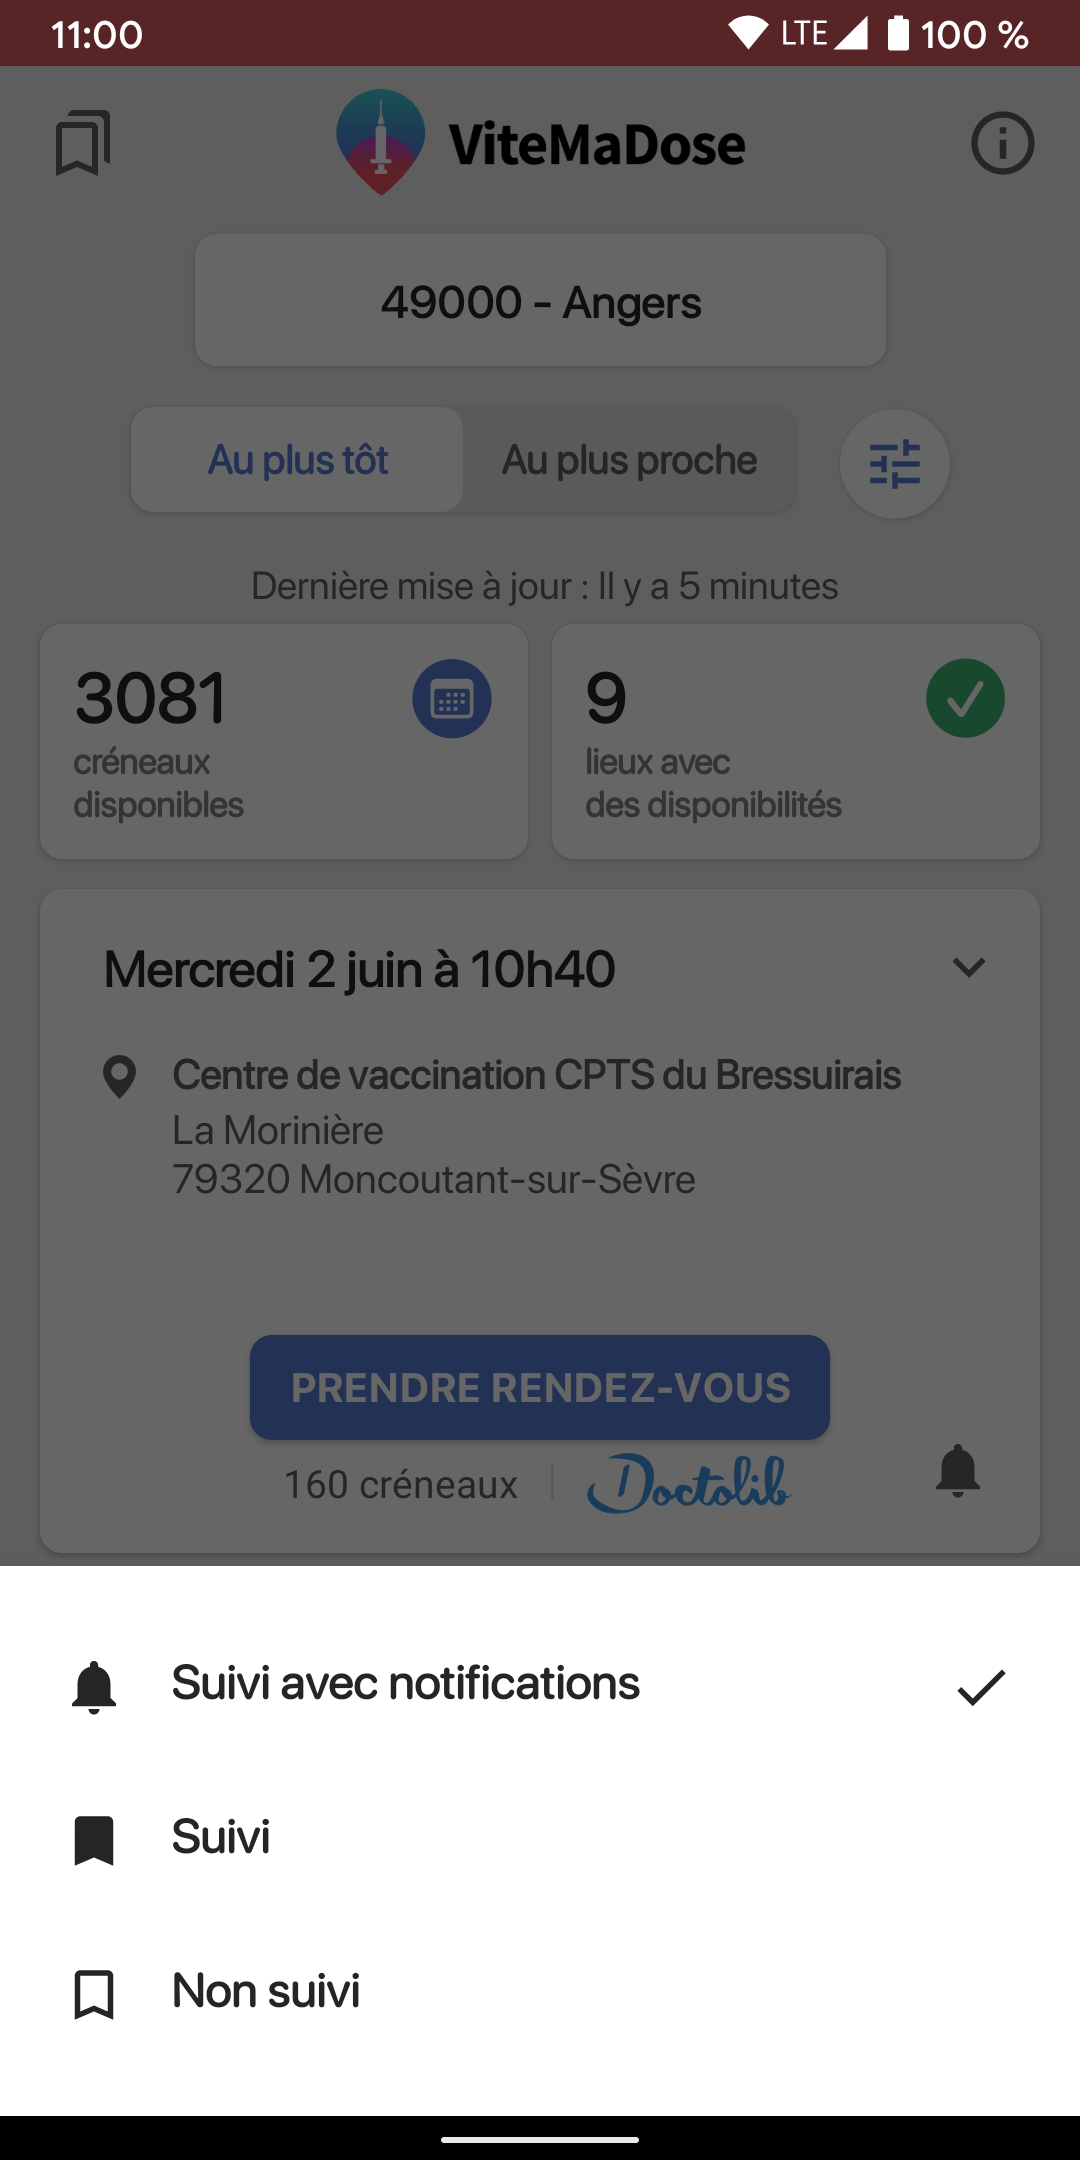 11:00 LTE 100 %
ViteMaDose
49000 - Angers
Au plus tôt Au plus proche
Dernière mise à jour : Il y a 5 minutes
3081
créneaux
disponibles
9
lieux avec
des disponibilités
Mercredi 2 juin à 10h40
Centre de vaccination CPTS du Bressuirais
La Morinière
79320 Moncoutant-sur-Sèvre
PRENDRE RENDEZ-VOUS
160 créneaux Doctolib
Suivi avec notifications
Suivi
Non suivi